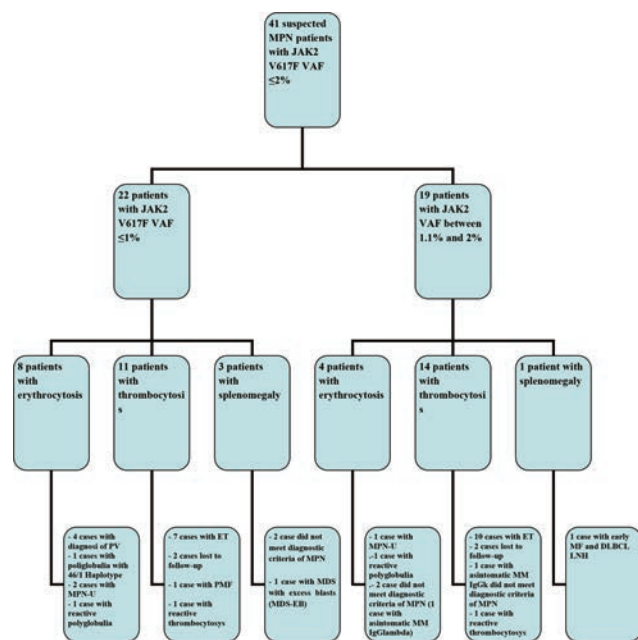 41 suspected
MPN patients
with JAK2
V617F VAF
≤2%
22 patients
with JAK2
V617F VAF
≤1%
19 patients
with JAK2
VAF between
1.1% and 2%
8 patients
with
erythrocytosis
11 patients
with
thrombocytosi
s
3 patients
with
splenomegaly
4 patients
with
erythrocytosis
14 patients
with
thrombocytosi
s
1 patient with
splenomegaly
- 4 cases with
diagnosi of PV
- 1 cases with
poliglobulia with
46/1 Haplotype
- 2 cases with
MPN-U
- 1 case with
reactive
polyglobulia
- 7 cases with ET
- 2 cases lost to
follow-up
- 1 case with PMF
- 1 case with
reactive
thrombocytosys
- 2 case did not
meet diagnostic
criteria of MPN
- 1 case with MDS
with excess blasts
(MDS-EB)
- 1 case with
MPN-U
,-1 case with
reactive
polyglobulia
,- 2 case did not
meet diagnostic
criteria of MPN (1
case with
asintomatic MM
IgGlambda)
- 10 cases with ET
- 2 cases lost to
follow-up
- 1 case with
asintomatic MM
IgGk did not meet
diagnostic criteria
of MPN
- 1 case with
reactive
thrombocytosys
1 case with early
MF and DLBCL
LNH